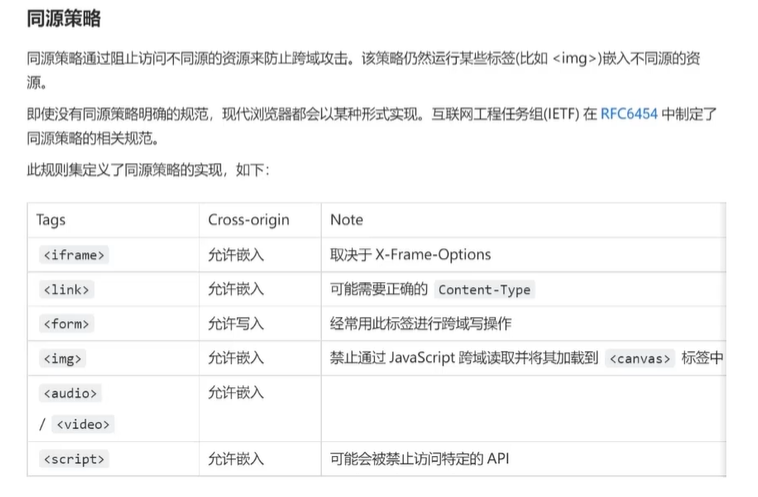 同源策略
同源策略通过阻止访问不同源的资源来防止跨域攻击。该策略仍然运行某些标签(比如 <img>)嵌入不同源的资
源。
即使没有同源策略明确的规范，现代浏览器都会以某种形式实现。互联网工程任务组(IETF) 在 RFC6454 中制定了
同源策略的相关规范。
此规则集定义了同源策略的实现，如下：
Tags Cross-origin Note
<iframe> 允许嵌入 取决于 X-Frame-Options
<link> 允许嵌入 可能需要正确的 Content-Type
<form> 允许写入 经常用此标签进行跨域写操作
<img> 允许嵌入 禁止通过 JavaScript 跨域读取并将其加载到 <canvas> 标签中
<audio> 允许嵌入
/ <video>
<script> 允许嵌入 可能会被禁止访问特定的 API